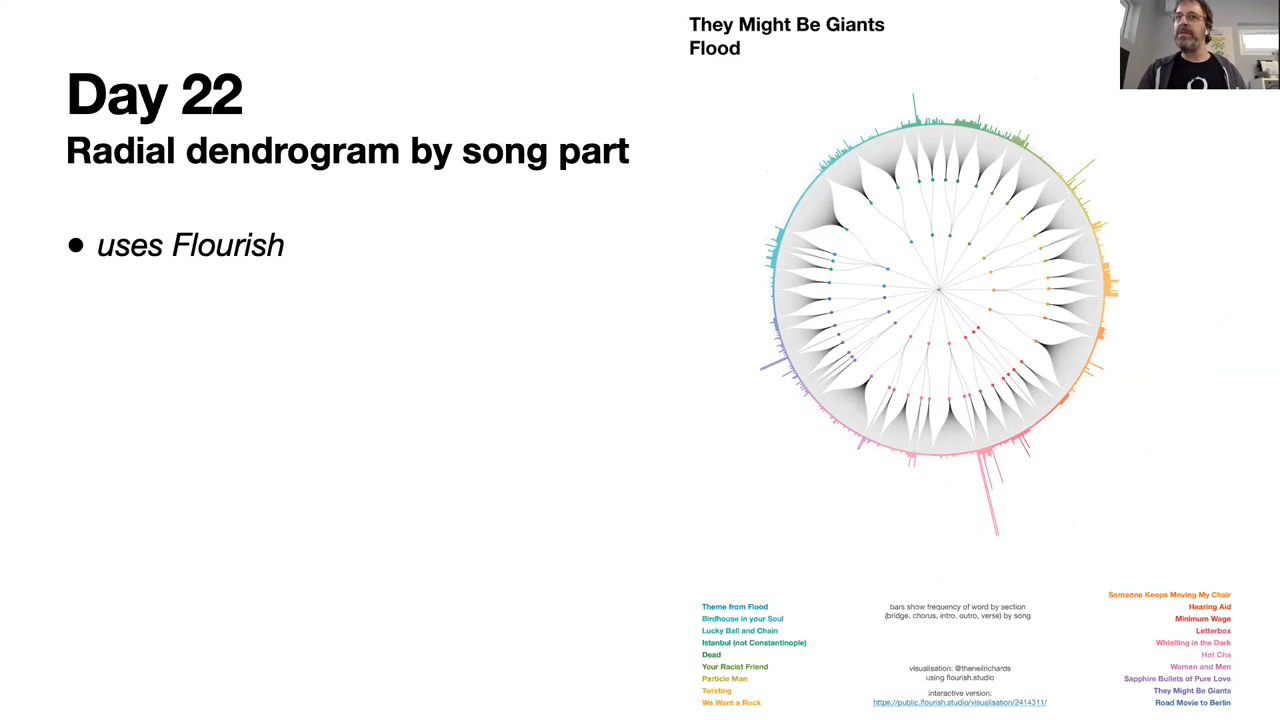 Day 22
Radial dendrogram by song part
• uses Flourish
They Might Be Giants
Flood
Theme from Flood
Birdhouse in your Soul
Lucky Ball and Chain
Istanbul (not Constantinople)
Dead
Your Racist Friend
Particle Man
Twisting
We Want a Rock
bars show frequency of word by section
(bridge, chorus, intro, outro, verse) by song
visualisation: @theneilrichards
using flourish.studio
interactive version:
https://public.flourish.studio/visualisation/2414311/
Someone Keeps Moving My Chair
Hearing Aid
Minimum Wage
Letterbox
Whistling in the Dark
Hot Cha
Women and Men
Sapphire Bullets of Pure Love
They Might Be Giants
Road Movie to Berlin